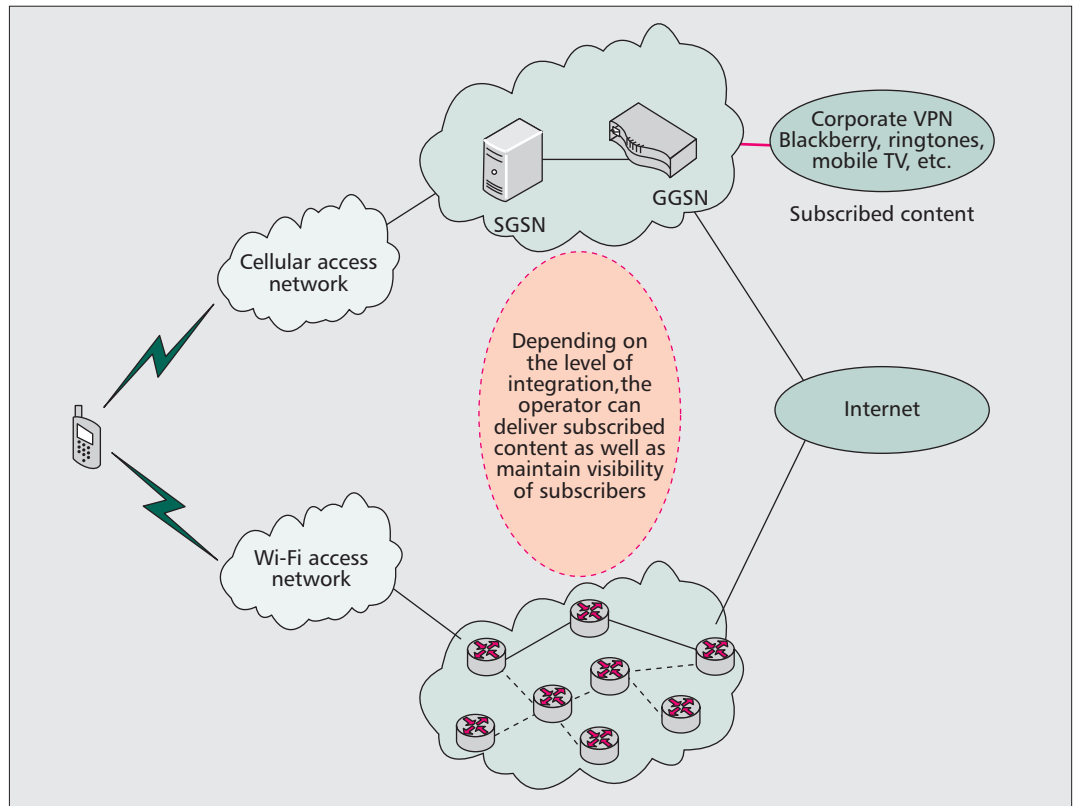 Corporate VPN
Blackberry, ringtones,
mobile TV, etc.
GGSN
SGSN
Subscribed content
Cellular access
network
Depending on
the level of
integration,the
operator can
deliver subscribed
content as well as
maintain visibility
of subscribers
Internet
Wi-Fi access
network